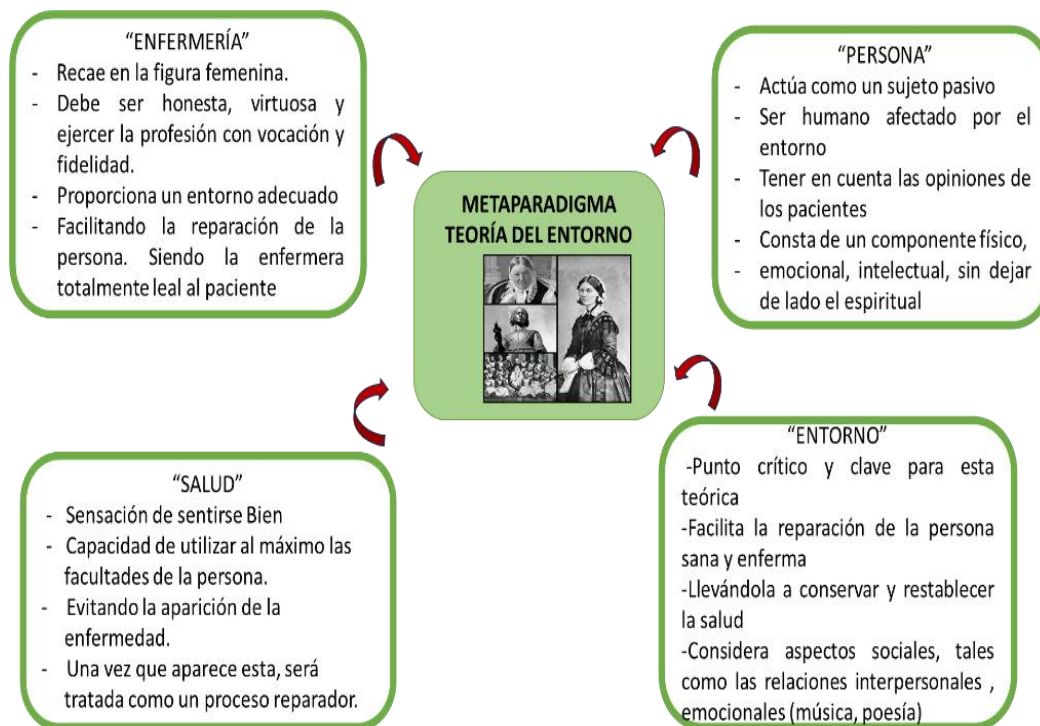 “ENFERMERÍA”
- Recae en la figura femenina.
- Debe ser honesta, virtuosa y
ejercer la profesión con vocación y
fidelidad.
- Proporciona un entorno adecuado
- Facilitando la reparación de la
persona. Siendo la enfermera
totalmente leal al paciente
“PERSONA”
- Actúa como un sujeto pasivo
- Ser humano afectado por el
entorno
- Tener en cuenta las opiniones de
los pacientes
- Consta de un componente físico,
- emocional, intelectual, sin dejar
de lado el espiritual
METAPARADIGMA
TEORÍA DEL ENTORNO
“SALUD”
- Sensación de sentirse Bien
- Capacidad de utilizar al máximo las
facultades de la persona.
- Evitando la aparición de la
enfermedad.
- Una vez que aparece esta, será
tratada como un proceso reparador.
“ENTORNO”
-Punto crítico y clave para esta
teórica
-Facilita la reparación de la persona
sana y enferma
-Llevándola a conservar y restablecer
la salud
-Considera aspectos sociales, tales
como las relaciones interpersonales ,
emocionales (música, poesía)